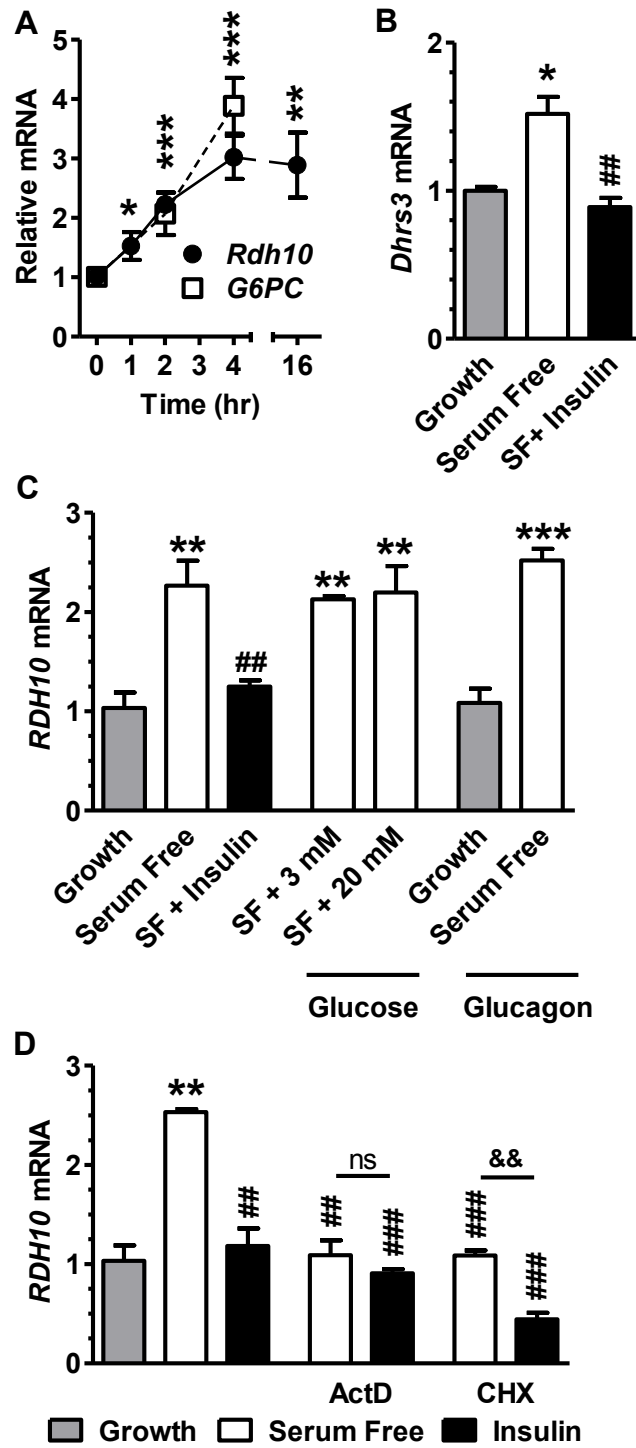 A
Relative mRNA
5
4
3
2
1
0
*
***
***
**
Rdh10
G6PC
0 1 2 3 4 16
Time (hr)
B
Dhrs3 mRNA
2
1
0
*
##
Growth
Serum Free
SF+ Insulin
C
RDH10 mRNA
3
2
1
0
**
##
**
**
***
Growth
Serum Free
SF + Insulin
SF + 3 mM
SF + 20 mM
Growth
Serum Free
Glucose
Glucagon
D
RDH10 mRNA
3
2
1
0
**
##
##
ns
###
###
&&
###
ActD
CHX
Growth Serum Free Insulin